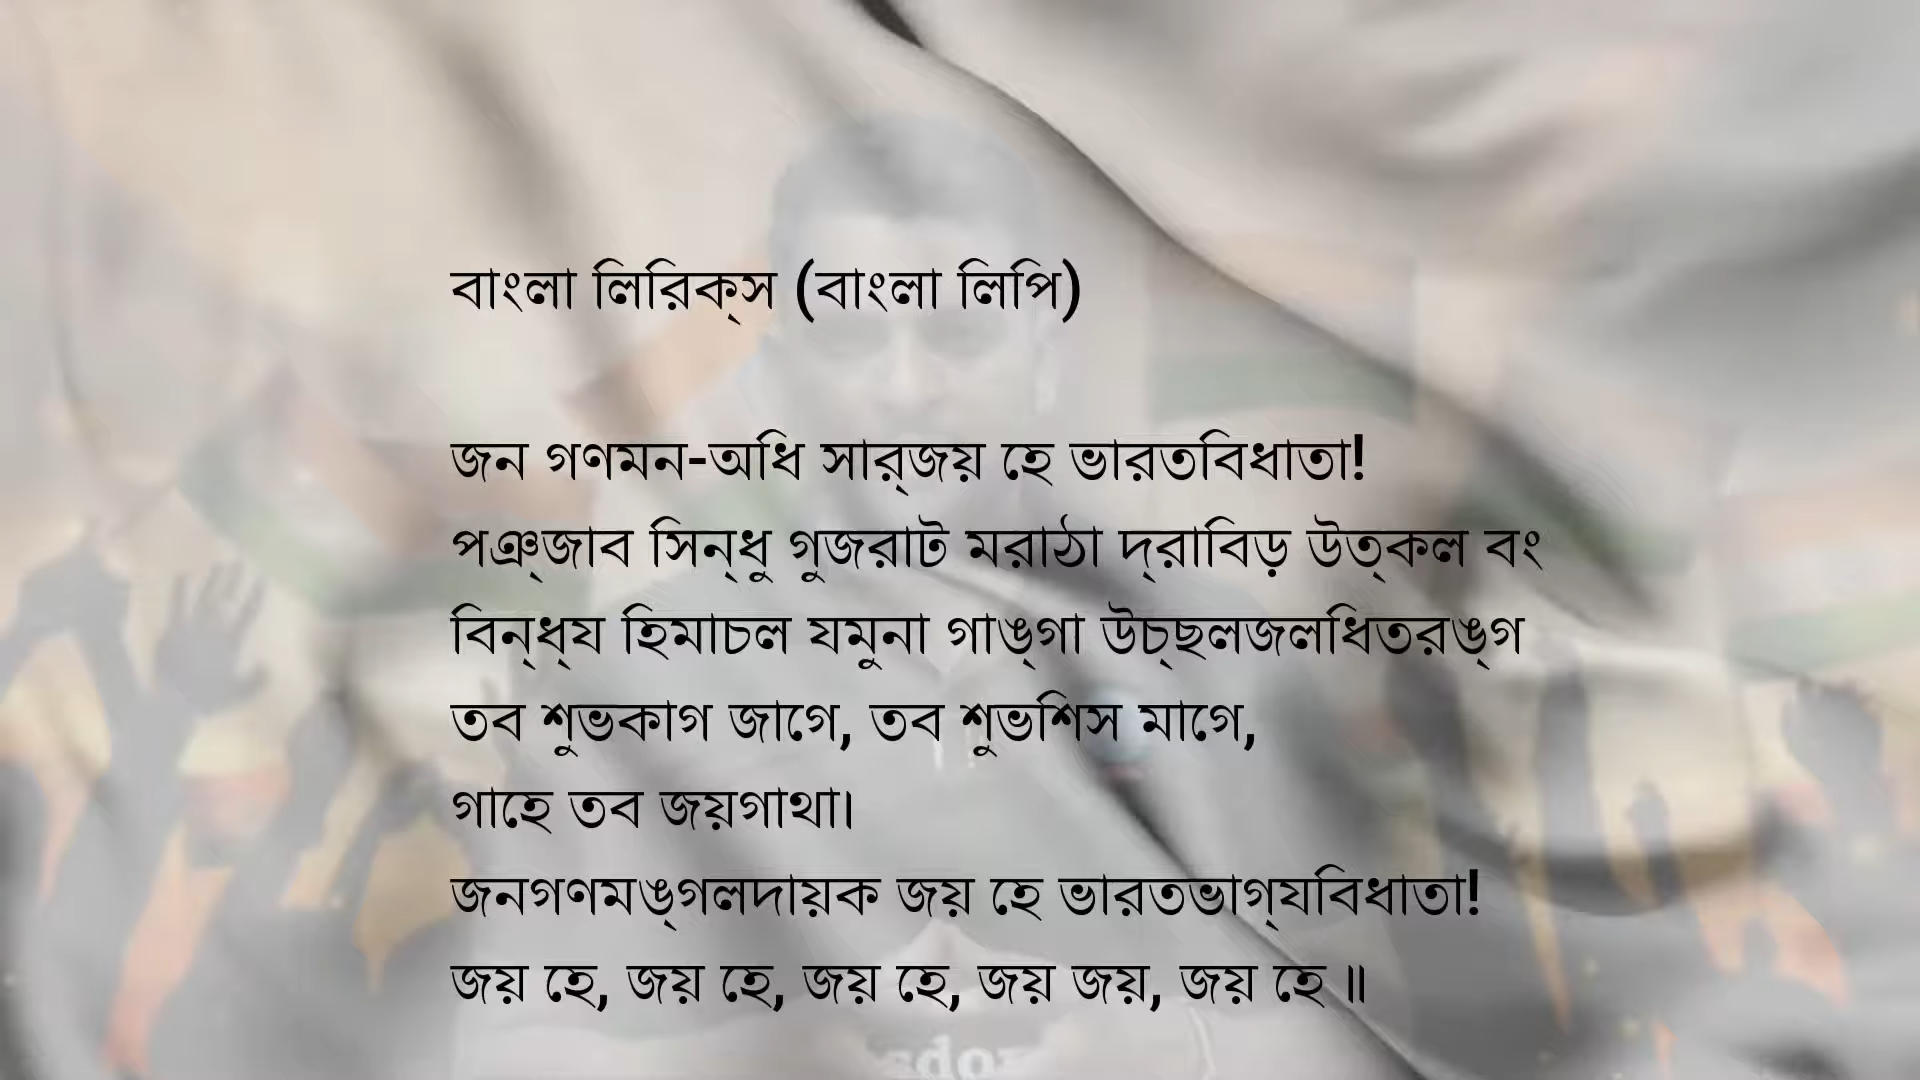 বাংলা লিরিক্‌স (বাংলা লিপি)
জন গণমন-অধি সার্‌জয় হে ভারতবিধাতা!
পঞ্‌জাব সিন্‌ধু গুজরাট মরাঠা দ্‌রাবিড় উত্‌কল বং
বিন্‌ধ্‌য হিমাচল যমুনা গাঙ্‌গা উচ্‌ছলজলধিতরঙ্‌গ
তব শুভকাগ জাগে, তব শুভশিস মাগে,
গাহে তব জয়গাথা।
জনগণমঙ্‌গলদায়ক জয় হে ভারতভাগ্‌যবিধাতা!
জয় হে, জয় হে, জয় হে, জয় জয়, জয় হে॥